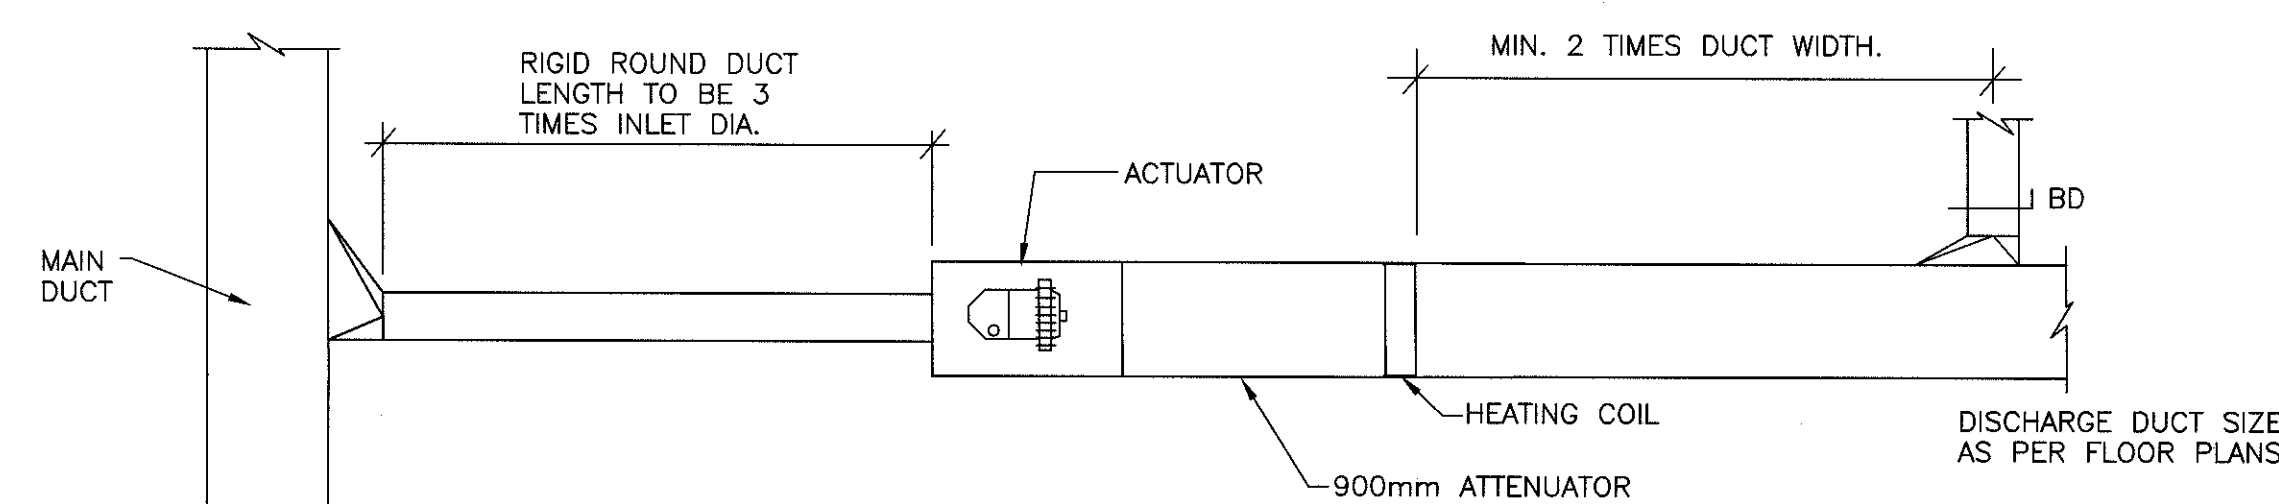 MIN. 2 TIMES DUCT WIDTH.
RIGID ROUND DUCT
LENGTH TO BE 3
TIMES INLET DIA.
ACTUATOR
BD
MAIN
DUCT
HEATING COIL
DISCHARGE DUCT SIZE
AS PER FLOOR PLANS
900mm ATTENUATOR